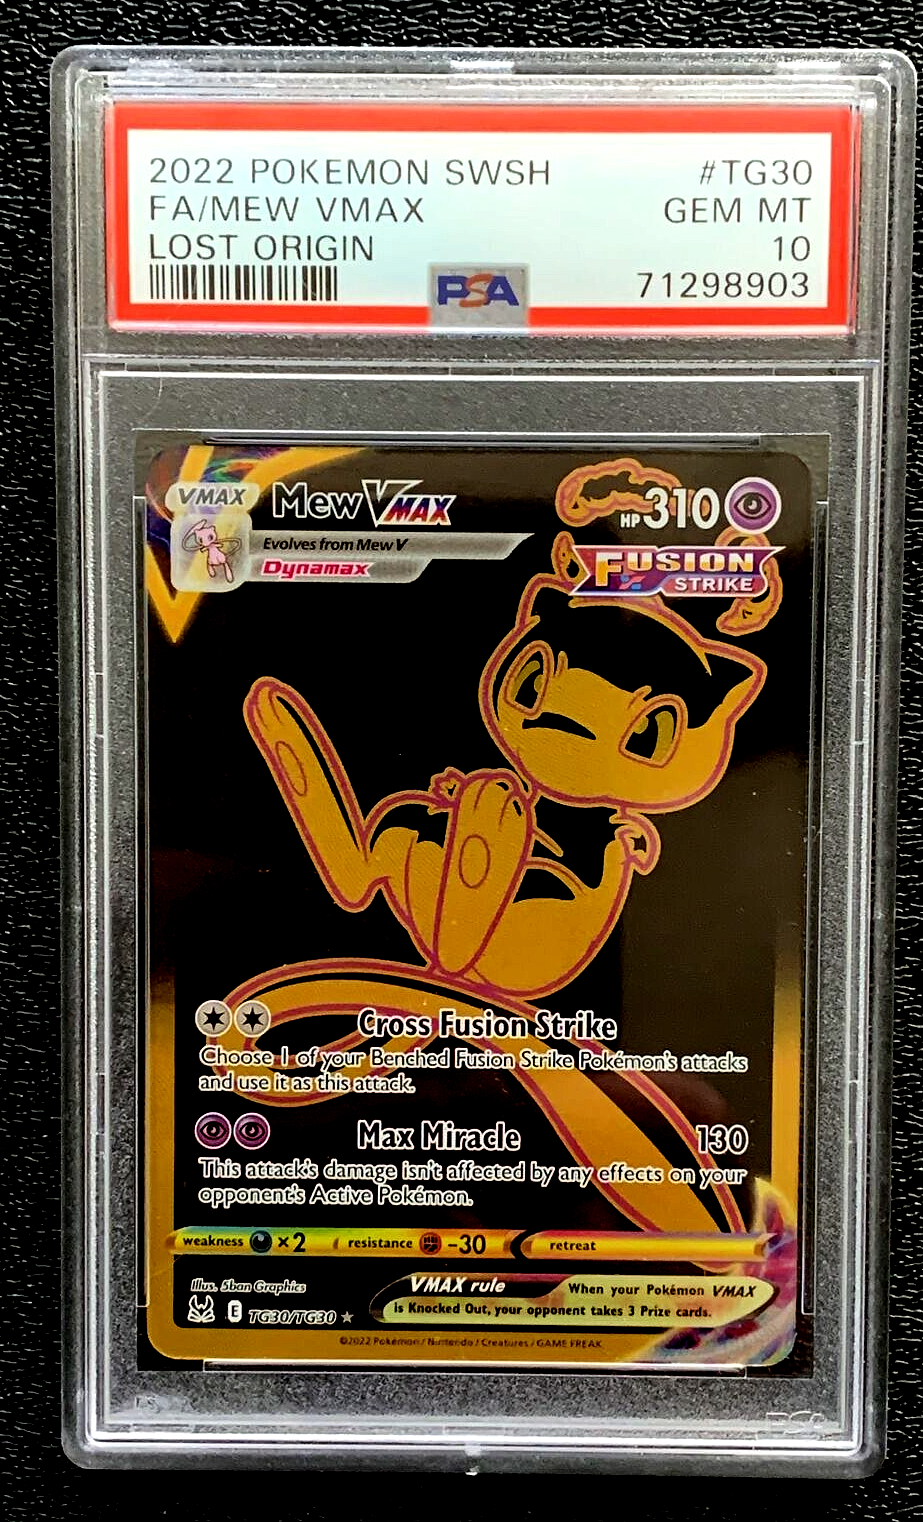 2022 POKEMON SWSH #TG30
FA/MEW VMAX GEM MT
LOST ORIGIN 10
PSA 71298903
VMAX Mew VMAX HP 310
Evolves from Mew V
Dynamax
FUSION
STRIKE
Cross Fusion Strike
Choose 1 of your Benched Fusion Strike Pokémon's attacks
and use it as this attack.
Max Miracle 130
This attack's damage isn't affected by any effects on your
opponent's Active Pokémon.
weakness ×2 resistance -30 retreat
Illus. 5ban Graphics
E TG30/TG30 ★
VMAX rule When your Pokémon VMAX
is Knocked Out, your opponent takes 3 Prize cards.
©2022 Pokémon / Nintendo / Creatures / GAME FREAK
PSA